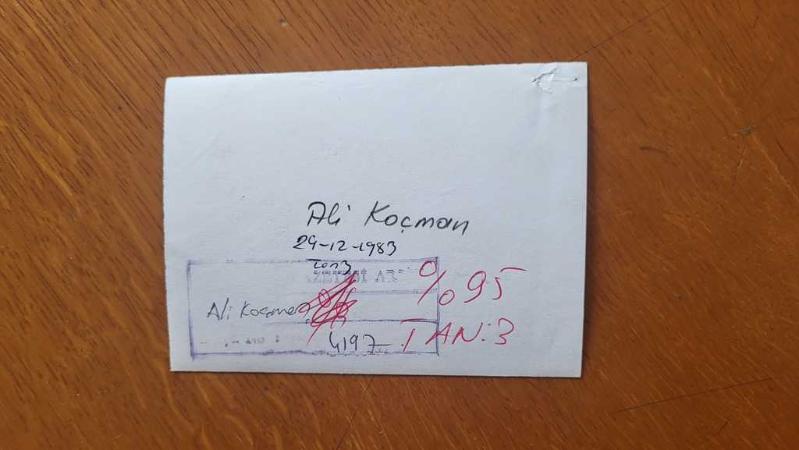 Ali Koçman
29-12-1983
%95
Ali Koçman
4197
TAN:3